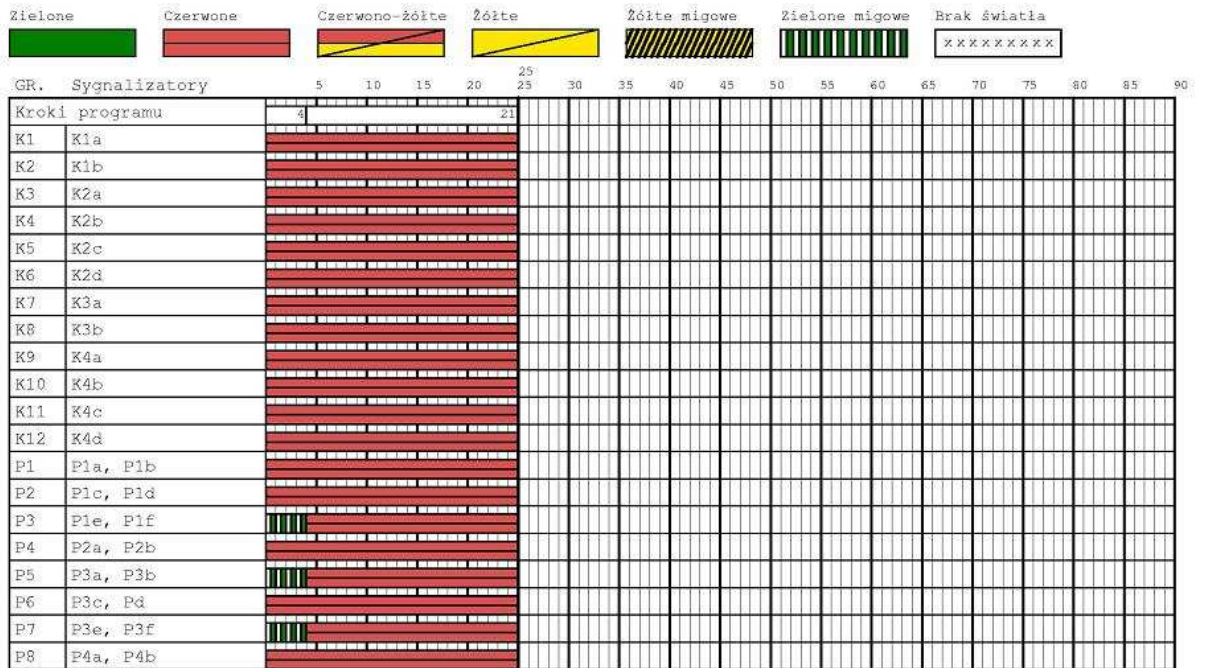 Zielone Czerwone Czerwono-żółte Żółte Żółte migowe Zielone migowe Brak światła
x x x x x x x x x
25
GR. Sygnalizatory 5 10 15 20 25 30 35 40 45 50 55 60 65 70 75 80 85 90
Kroki programu 4 21
K1 K1a
K2 K1b
K3 K2a
K4 K2b
K5 K2c
K6 K2d
K7 K3a
K8 K3b
K9 K4a
K10 K4b
K11 K4c
K12 K4d
P1 P1a, P1b
P2 P1c, P1d
P3 P1e, P1f
P4 P2a, P2b
P5 P3a, P3b
P6 P3c, Pd
P7 P3e, P3f
P8 P4a, P4b